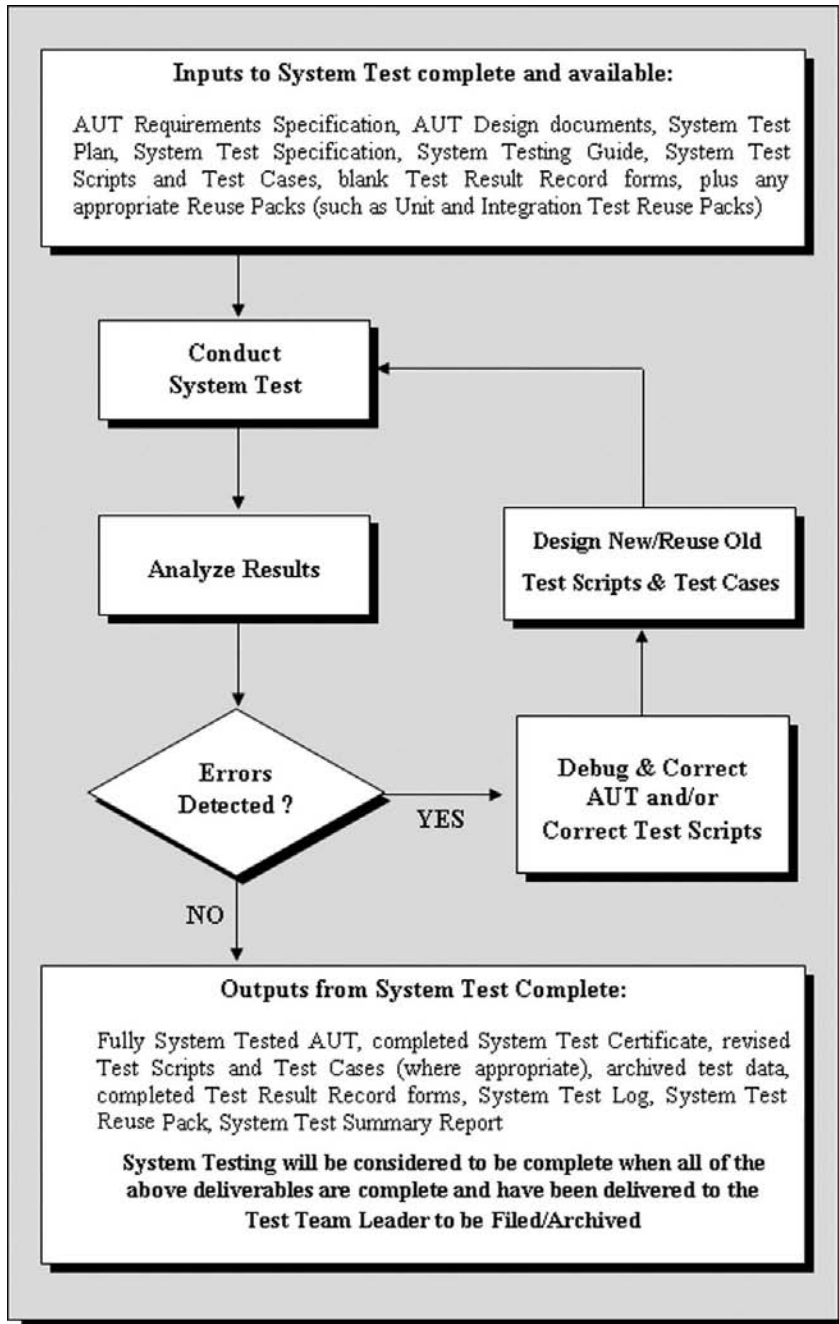 Inputs to System Test complete and available:
AUT Requirements Specification, AUT Design documents, System Test
Plan, System Test Specification, System Testing Guide, System Test
Scripts and Test Cases, blank Test Result Record forms, plus any
appropriate Reuse Packs (such as Unit and Integration Test Reuse Packs)
Conduct
System Test
Analyze Results
Design New/Reuse Old
Test Scripts & Test Cases
Errors
Detected ?
YES
Debug & Correct
AUT and/or
Correct Test Scripts
NO
Outputs from System Test Complete:
Fully System Tested AUT, completed System Test Certificate, revised
Test Scripts and Test Cases (where appropriate), archived test data,
completed Test Result Record forms, System Test Log, System Test
Reuse Pack, System Test Summary Report
System Testing will be considered to be complete when all of the
above deliverables are complete and have been delivered to the
Test Team Leader to be Filed/Archived